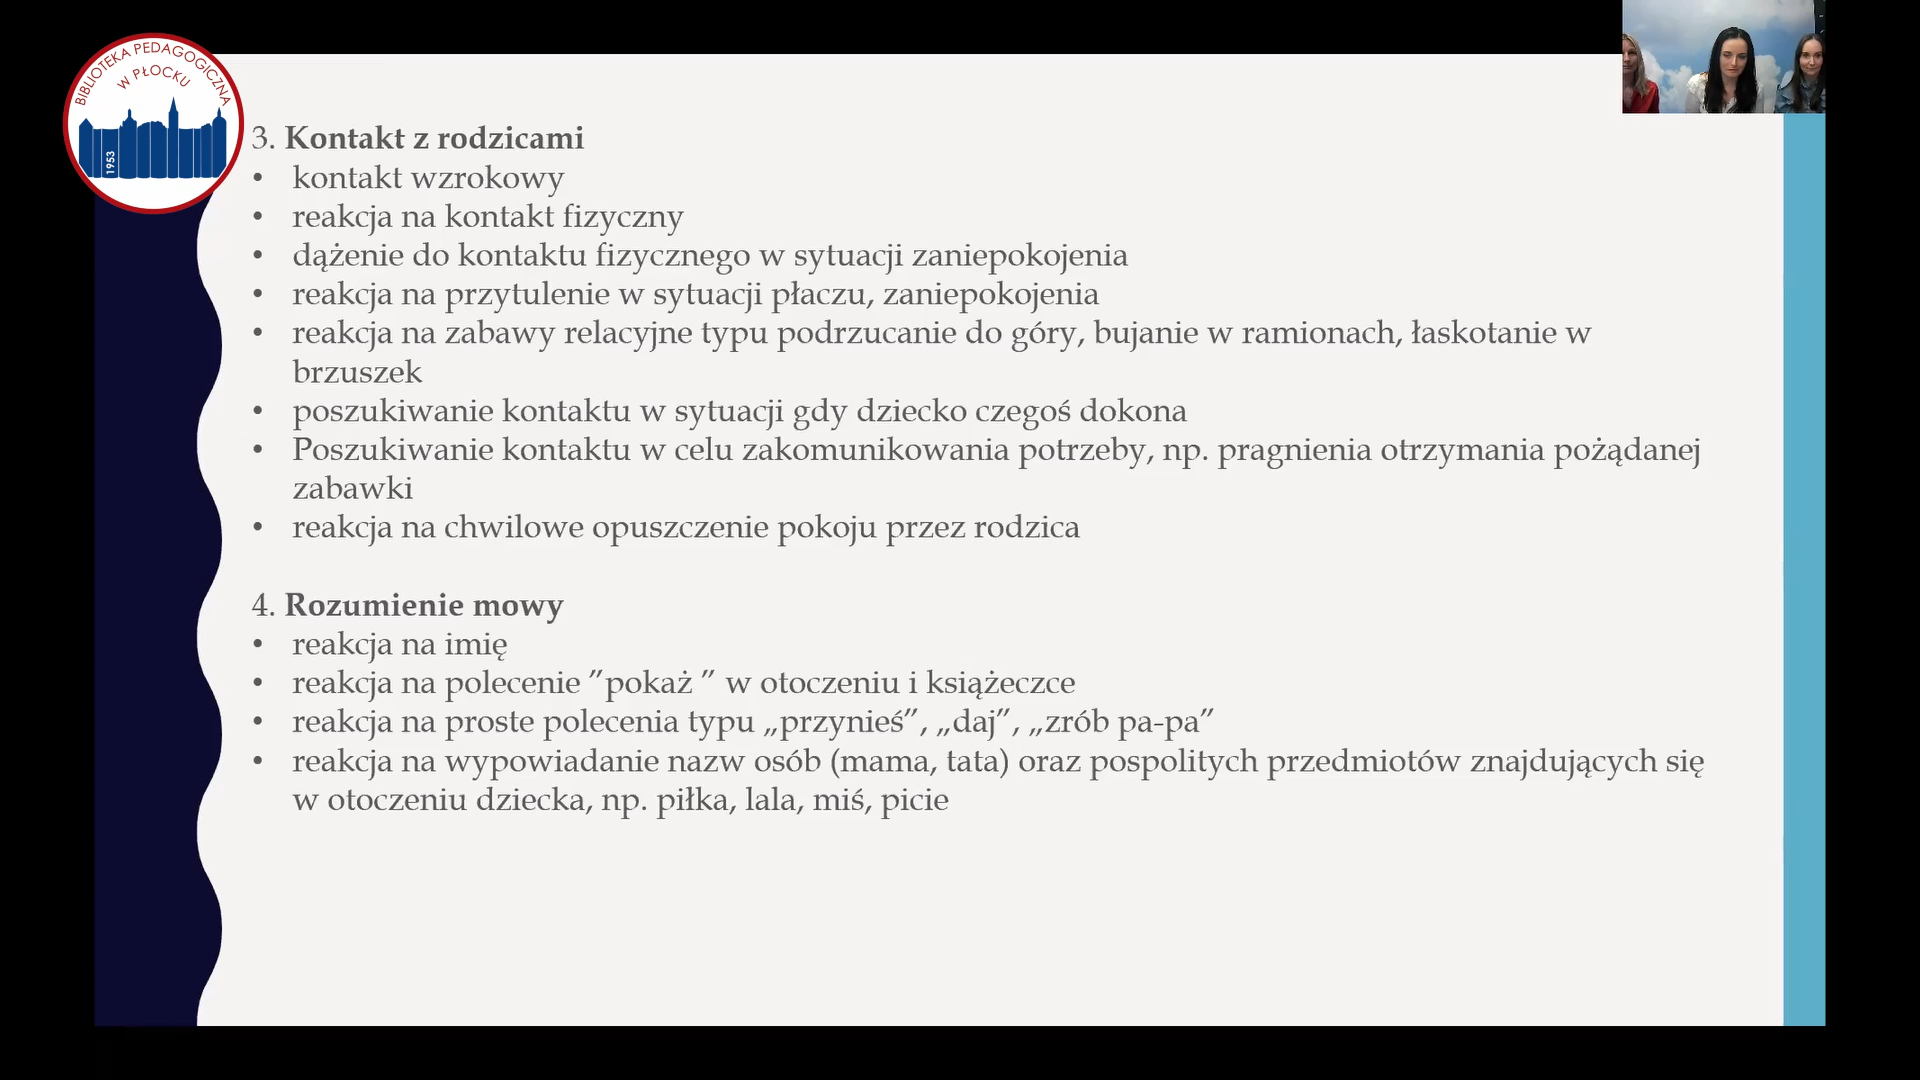 BIBLIOTEKA PEDAGOGICZNA
W PŁOCKU
1953
3. Kontakt z rodzicami
• kontakt wzrokowy
• reakcja na kontakt fizyczny
• dążenie do kontaktu fizycznego w sytuacji zaniepokojenia
• reakcja na przytulenie w sytuacji płaczu, zaniepokojenia
• reakcja na zabawy relacyjne typu podrzucanie do góry, bujanie w ramionach, łaskotanie w
brzuszek
• poszukiwanie kontaktu w sytuacji gdy dziecko czegoś dokona
• Poszukiwanie kontaktu w celu zakomunikowania potrzeby, np. pragnienia otrzymania pożądanej
zabawki
• reakcja na chwilowe opuszczenie pokoju przez rodzica
4. Rozumienie mowy
• reakcja na imię
• reakcja na polecenie ”pokaż ” w otoczeniu i książeczce
• reakcja na proste polecenia typu „przynieś”, „daj”, „zrób pa-pa”
• reakcja na wypowiadanie nazw osób (mama, tata) oraz pospolitych przedmiotów znajdujących się
w otoczeniu dziecka, np. piłka, lala, miś, picie